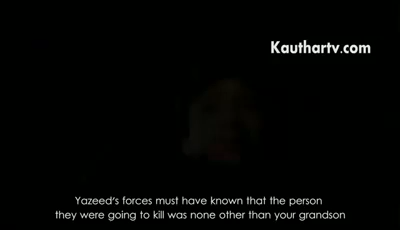 Kauthartv.com
Yazeed's forces must have known that the person
they were going to kill was none other than your grandson